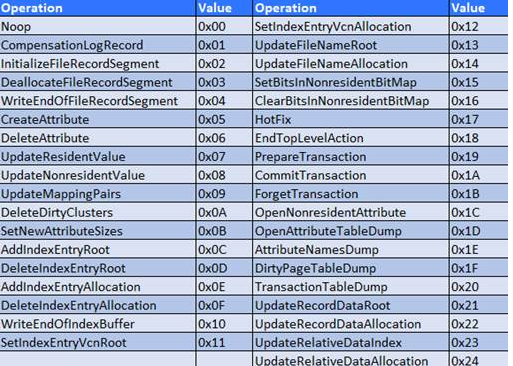 Operation Value Operation Value
Noop 0x00 SetIndexEntryVcnAllocation 0x12
CompensationLogRecord 0x01 UpdateFileNameRoot 0x13
InitializeFileRecordSegment 0x02 UpdateFileNameAllocation 0x14
DeallocateFileRecordSegment 0x03 SetBitsInNonresidentBitMap 0x15
WriteEndOfFileRecordSegment 0x04 ClearBitsInNonresidentBitMap 0x16
CreateAttribute 0x05 HotFix 0x17
DeleteAttribute 0x06 EndTopLevelAction 0x18
UpdateResidentValue 0x07 PrepareTransaction 0x19
UpdateNonresidentValue 0x08 CommitTransaction 0x1A
UpdateMappingPairs 0x09 ForgetTransaction 0x1B
DeleteDirtyClusters 0x0A OpenNonresidentAttribute 0x1C
SetNewAttributeSizes 0x0B OpenAttributeTableDump 0x1D
AddIndexEntryRoot 0x0C AttributeNamesDump 0x1E
DeleteIndexEntryRoot 0x0D DirtyPageTableDump 0x1F
AddIndexEntryAllocation 0x0E TransactionTableDump 0x20
DeleteIndexEntryAllocation 0x0F UpdateRecordDataRoot 0x21
WriteEndOfIndexBuffer 0x10 UpdateRecordDataAllocation 0x22
SetIndexEntryVcnRoot 0x11 UpdateRelativeDataIndex 0x23
UpdateRelativeDataAllocation 0x24